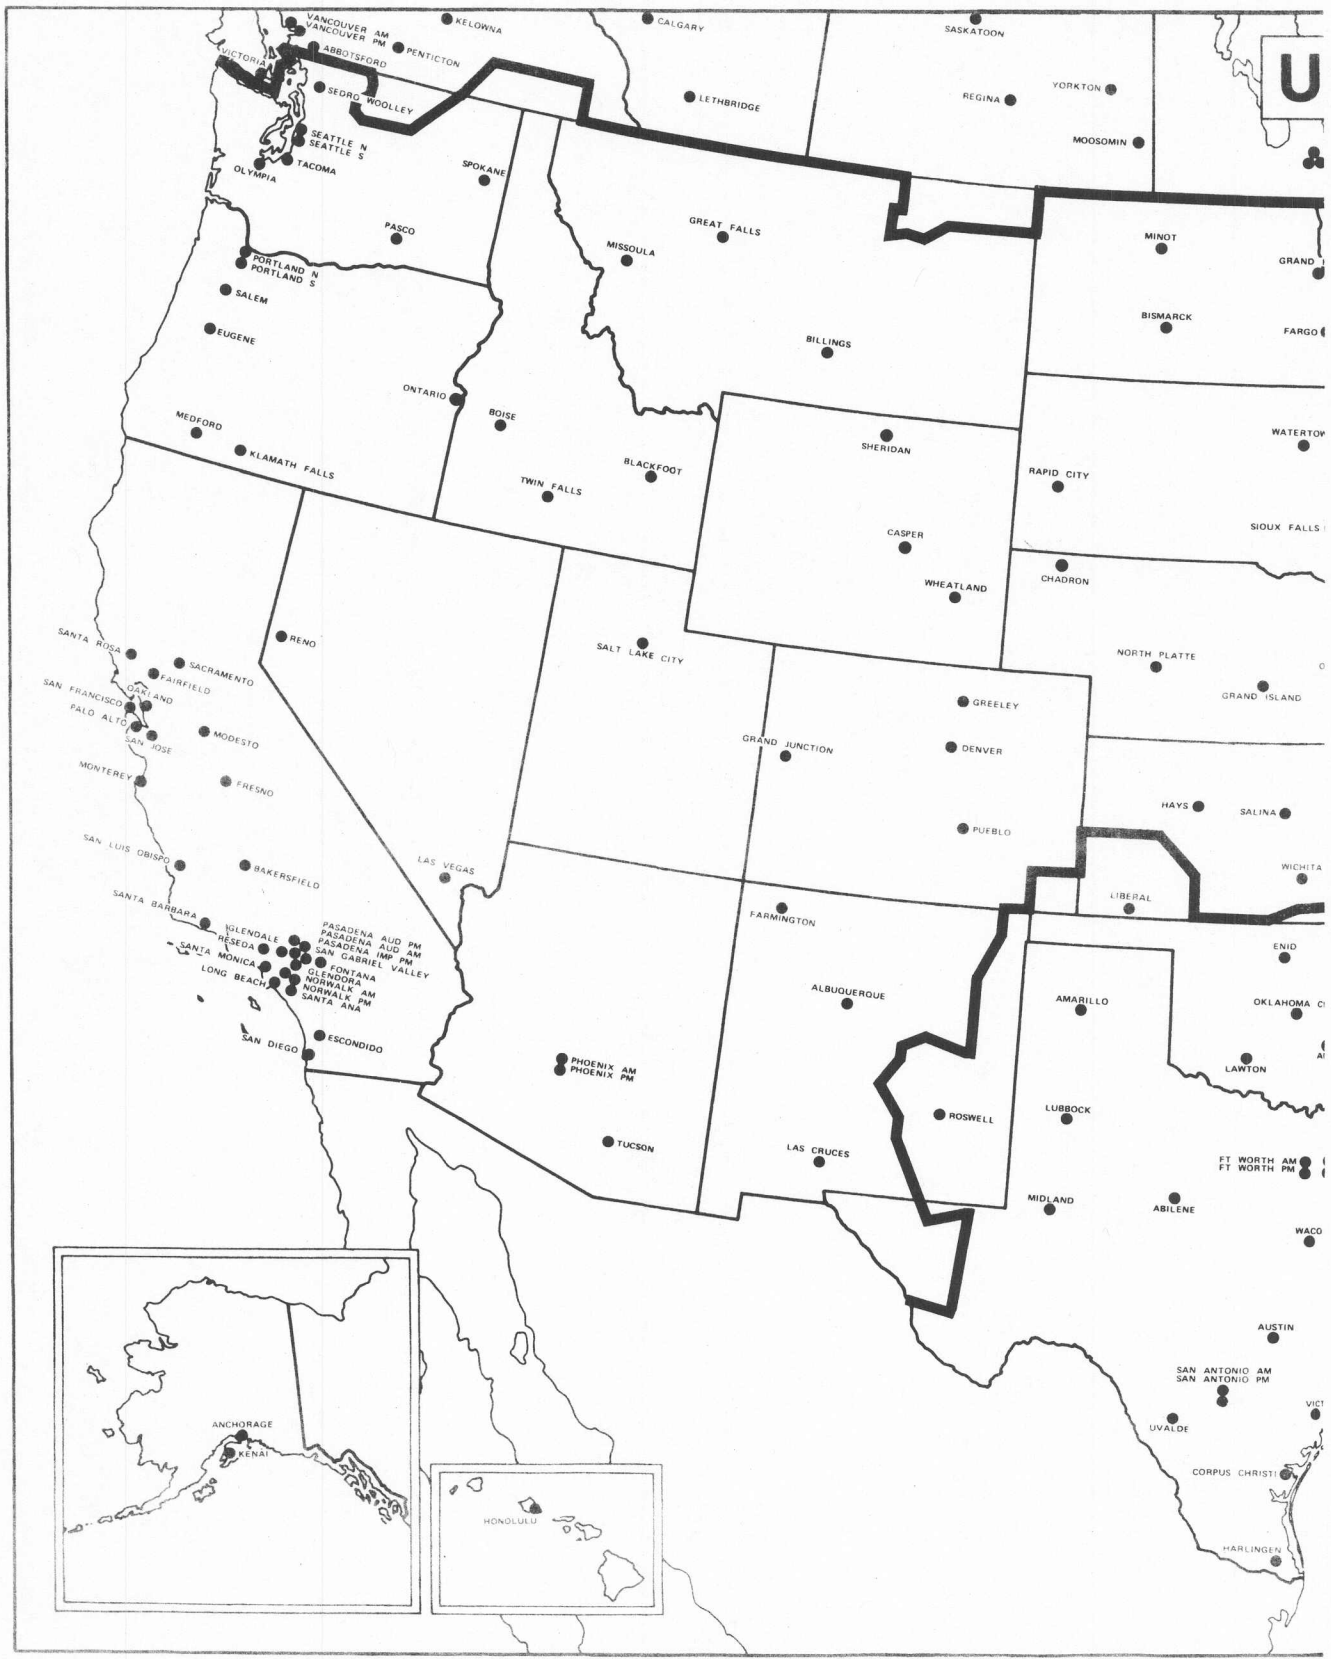 VANCOUVER AM
VANCOUVER PM
KELOWNA
CALGARY
SASKATOON
VICTORIA
ABBOTSFORD
PENTICTON
U
SEDRO WOOLLEY
LETHBRIDGE
REGINA
YORKTON
SEATTLE N
SEATTLE S
MOOSOMIN
OLYMPIA
TACOMA
SPOKANE
PASCO
MISSOULA
GREAT FALLS
MINOT
PORTLAND N
PORTLAND S
GRAND
SALEM
EUGENE
BILLINGS
BISMARCK
FARGO
ONTARIO
BOISE
MEDFORD
KLAMATH FALLS
TWIN FALLS
BLACKFOOT
SHERIDAN
RAPID CITY
WATERTOW
CASPER
SIOUX FALLS
WHEATLAND
CHADRON
SANTA ROSA
RENO
SALT LAKE CITY
NORTH PLATTE
SACRAMENTO
FAIRFIELD
OAKLAND
SAN FRANCISCO
PALO ALTO
SAN JOSE
MODESTO
GREELEY
GRAND ISLAND
O
GRAND JUNCTION
DENVER
MONTEREY
FRESNO
HAYS
SALINA
PUEBLO
SAN LUIS OBISPO
BAKERSFIELD
LAS VEGAS
WICHITA
SANTA BARBARA
FARMINGTON
LIBERAL
GLENDALE
RESEDA
SANTA MONICA
LONG BEACH
PASADENA AUD PM
PASADENA AUD AM
PASADENA IMP PM
SAN GABRIEL VALLEY
FONTANA
GLENDORA
NORWALK AM
NORWALK PM
SANTA ANA
ENID
ALBUQUERQUE
AMARILLO
OKLAHOMA C
SAN DIEGO
ESCONDIDO
PHOENIX AM
PHOENIX PM
LAWTON
A
ROSWELL
LUBBOCK
TUCSON
LAS CRUCES
FT WORTH AM
FT WORTH PM
MIDLAND
ABILENE
WACO
AUSTIN
SAN ANTONIO AM
SAN ANTONIO PM
UVALDE
VICT
ANCHORAGE
KENAI
CORPUS CHRISTI
HONOLULU
HARLINGEN